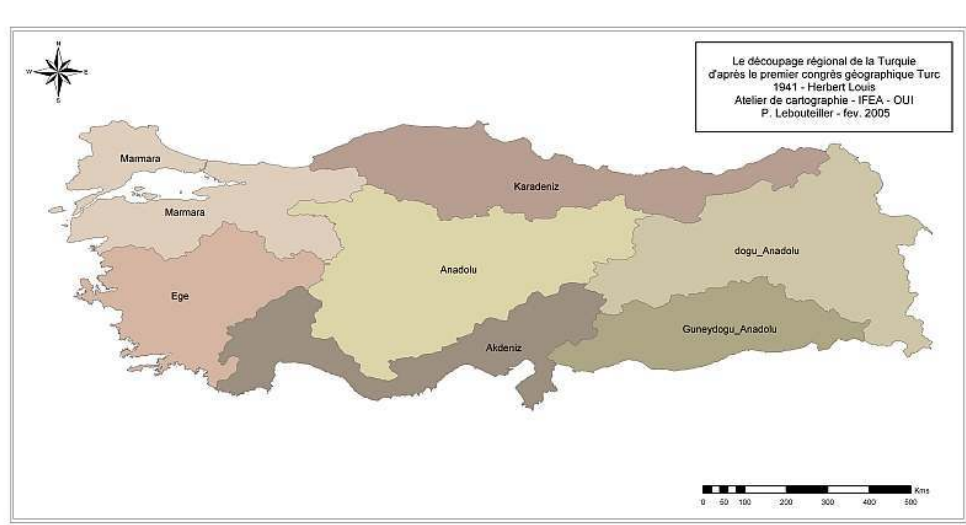 N
W E
S
Le découpage régional de la Turquie
d'après le premier congrès géographique Turc
1941 - Herbert Louis
Atelier de cartographie - IFEA - OUI
P. Lebouteiller - fev. 2005
Marmara
Karadeniz
Marmara
dogu_Anadolu
Anadolu
Ege
Guneydogu_Anadolu
Akdeniz
Kms
0 50 100 200 300 400 500